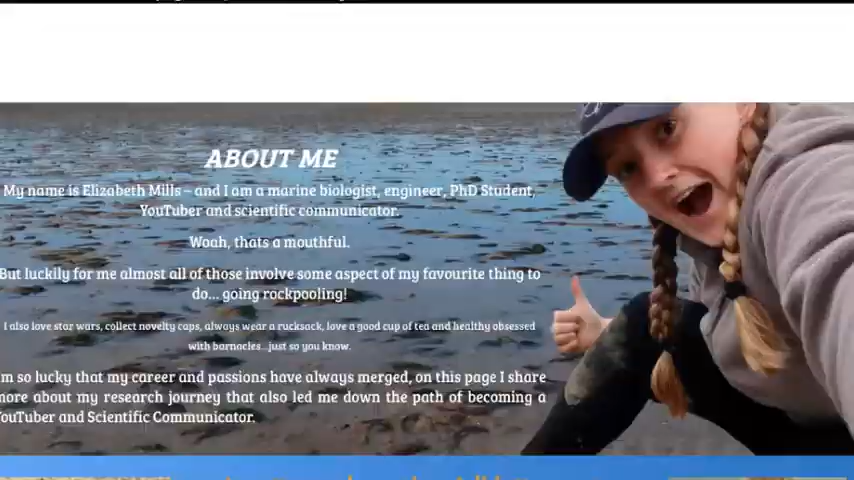 ABOUT ME
My name is Elizabeth Mills – and I am a marine biologist, engineer, PhD Student,
YouTuber and scientific communicator.
Woah, thats a mouthful.
But luckily for me almost all of those involve some aspect of my favourite thing to
do... going rockpooling!
I also love star wars, collect novelty caps, always wear a rucksack, love a good cup of tea and healthy obsessed
with barnacles...just so you know.
m so lucky that my career and passions have always merged, on this page I share
more about my research journey that also led me down the path of becoming a
YouTuber and Scientific Communicator.